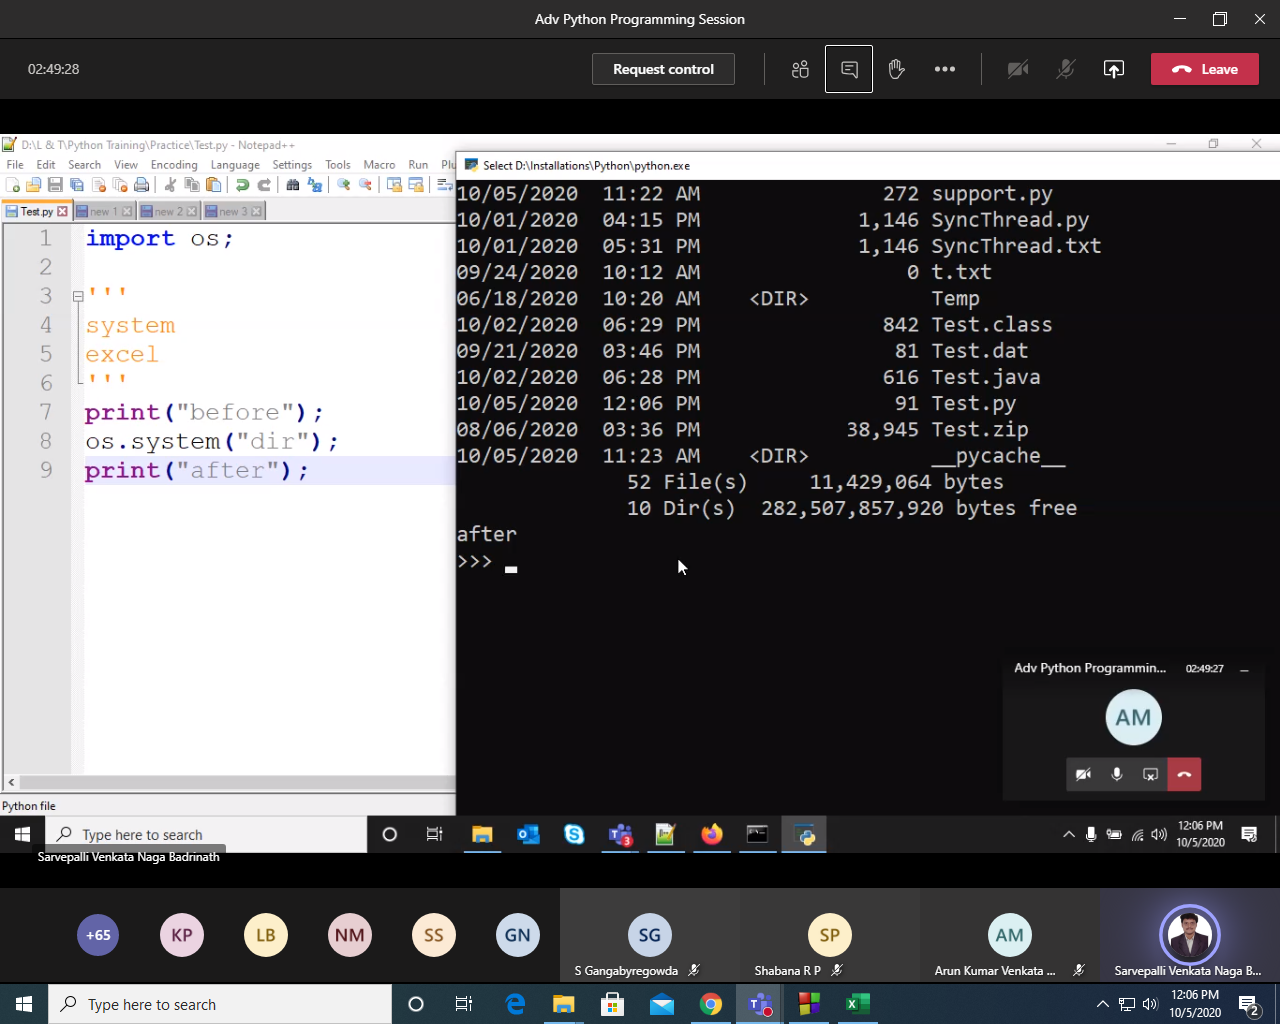 Adv Python Programming Session
02:49:28
Request control
Leave
D:\L & T\Python Training\Practice\Test.py - Notepad++
File Edit Search View Encoding Language Settings Tools Macro Run Plu
Test.py new 1 new 2 new 3
1 import os;
2
3 '''
4 system
5 excel
6 '''
7 print("before");
8 os.system("dir");
9 print("after");
Python file
Select D:\Installations\Python\python.exe
10/05/2020 11:22 AM 272 support.py
10/01/2020 04:15 PM 1,146 SyncThread.py
10/01/2020 05:31 PM 1,146 SyncThread.txt
09/24/2020 10:12 AM 0 t.txt
06/18/2020 10:20 AM <DIR> Temp
10/02/2020 06:29 PM 842 Test.class
09/21/2020 03:46 PM 81 Test.dat
10/02/2020 06:28 PM 616 Test.java
10/05/2020 12:06 PM 91 Test.py
08/06/2020 03:36 PM 38,945 Test.zip
10/05/2020 11:23 AM <DIR> __pycache__
52 File(s) 11,429,064 bytes
10 Dir(s) 282,507,857,920 bytes free
after
>>>
Adv Python Programmin... 02:49:27
AM
Type here to search
3
12:06 PM
10/5/2020
Sarvepalli Venkata Naga Badrinath
+65 KP LB NM SS GN SG SP AM
S Gangabyregowda Shabana R P Arun Kumar Venkata ... Sarvepalli Venkata Naga B...
Type here to search
12:06 PM
10/5/2020
2